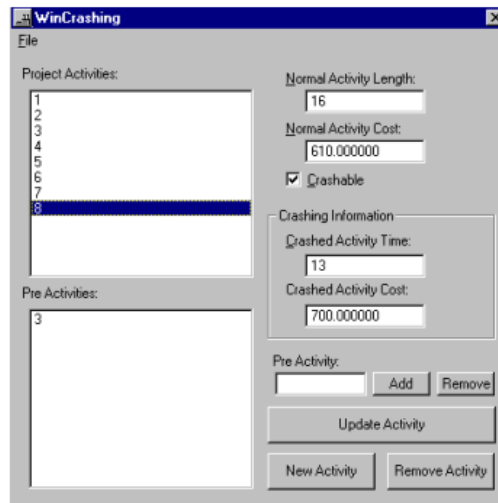 WinCrashing
File
Project Activities:
1
2
3
4
5
6
7
8
Pre Activities:
3
Normal Activity Length:
16
Normal Activity Cost:
610.000000
Crashable
Crashing Information
Crashed Activity Time:
13
Crashed Activity Cost:
700.000000
Pre Activity:
Add
Remove
Update Activity
New Activity
Remove Activity